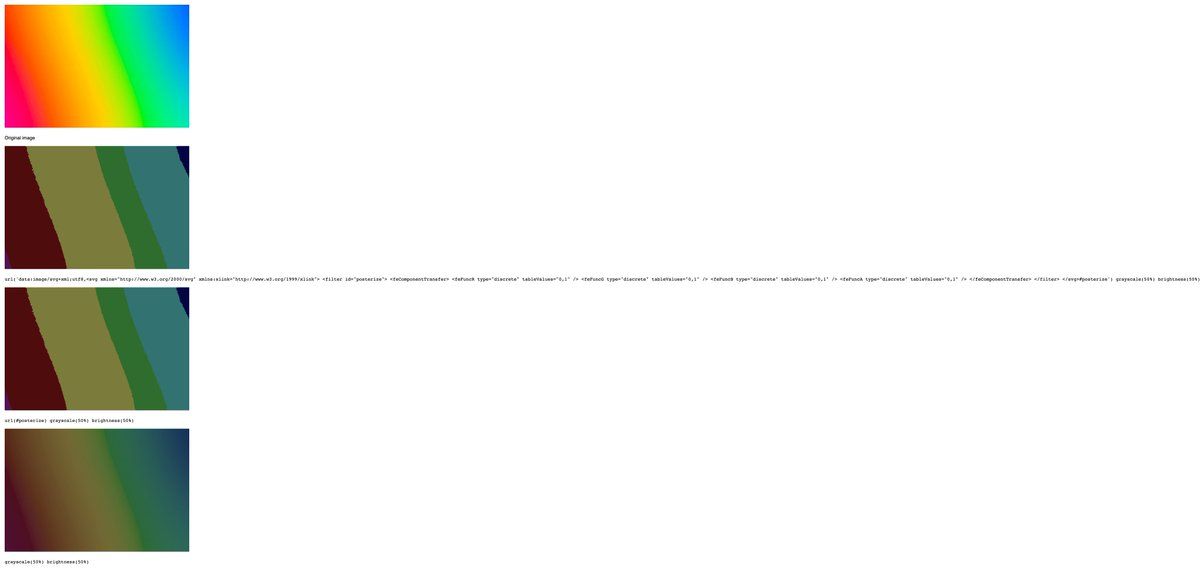 Original image
url('data:image/svg+xml;utf8,<svg xmlns="http://www.w3.org/2000/svg" xmlns:xlink="http://www.w3.org/1999/xlink"> <filter id="posterize"> <feComponentTransfer> <feFuncR type="discrete" tableValues="0,1" /> <feFuncG type="discrete" tableValues="0,1" /> <feFuncB type="discrete" tableValues="0,1" /> <feFuncA type="discrete" tableValues="0,1" /> </feComponentTransfer> </filter> </svg>#posterize') grayscale(50%) brightness(50%)
url(#posterize) grayscale(50%) brightness(50%)
grayscale(50%) brightness(50%)